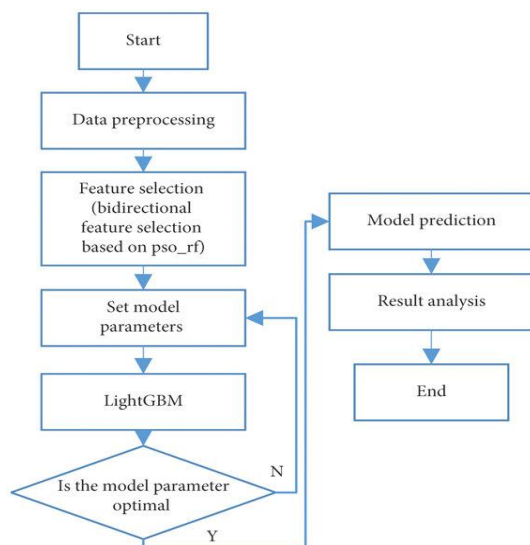 Start
Data preprocessing
Feature selection
(bidirectional
feature selection
based on pso_rf)
Set model
parameters
LightGBM
Is the model parameter
optimal
N
Y
Model prediction
Result analysis
End